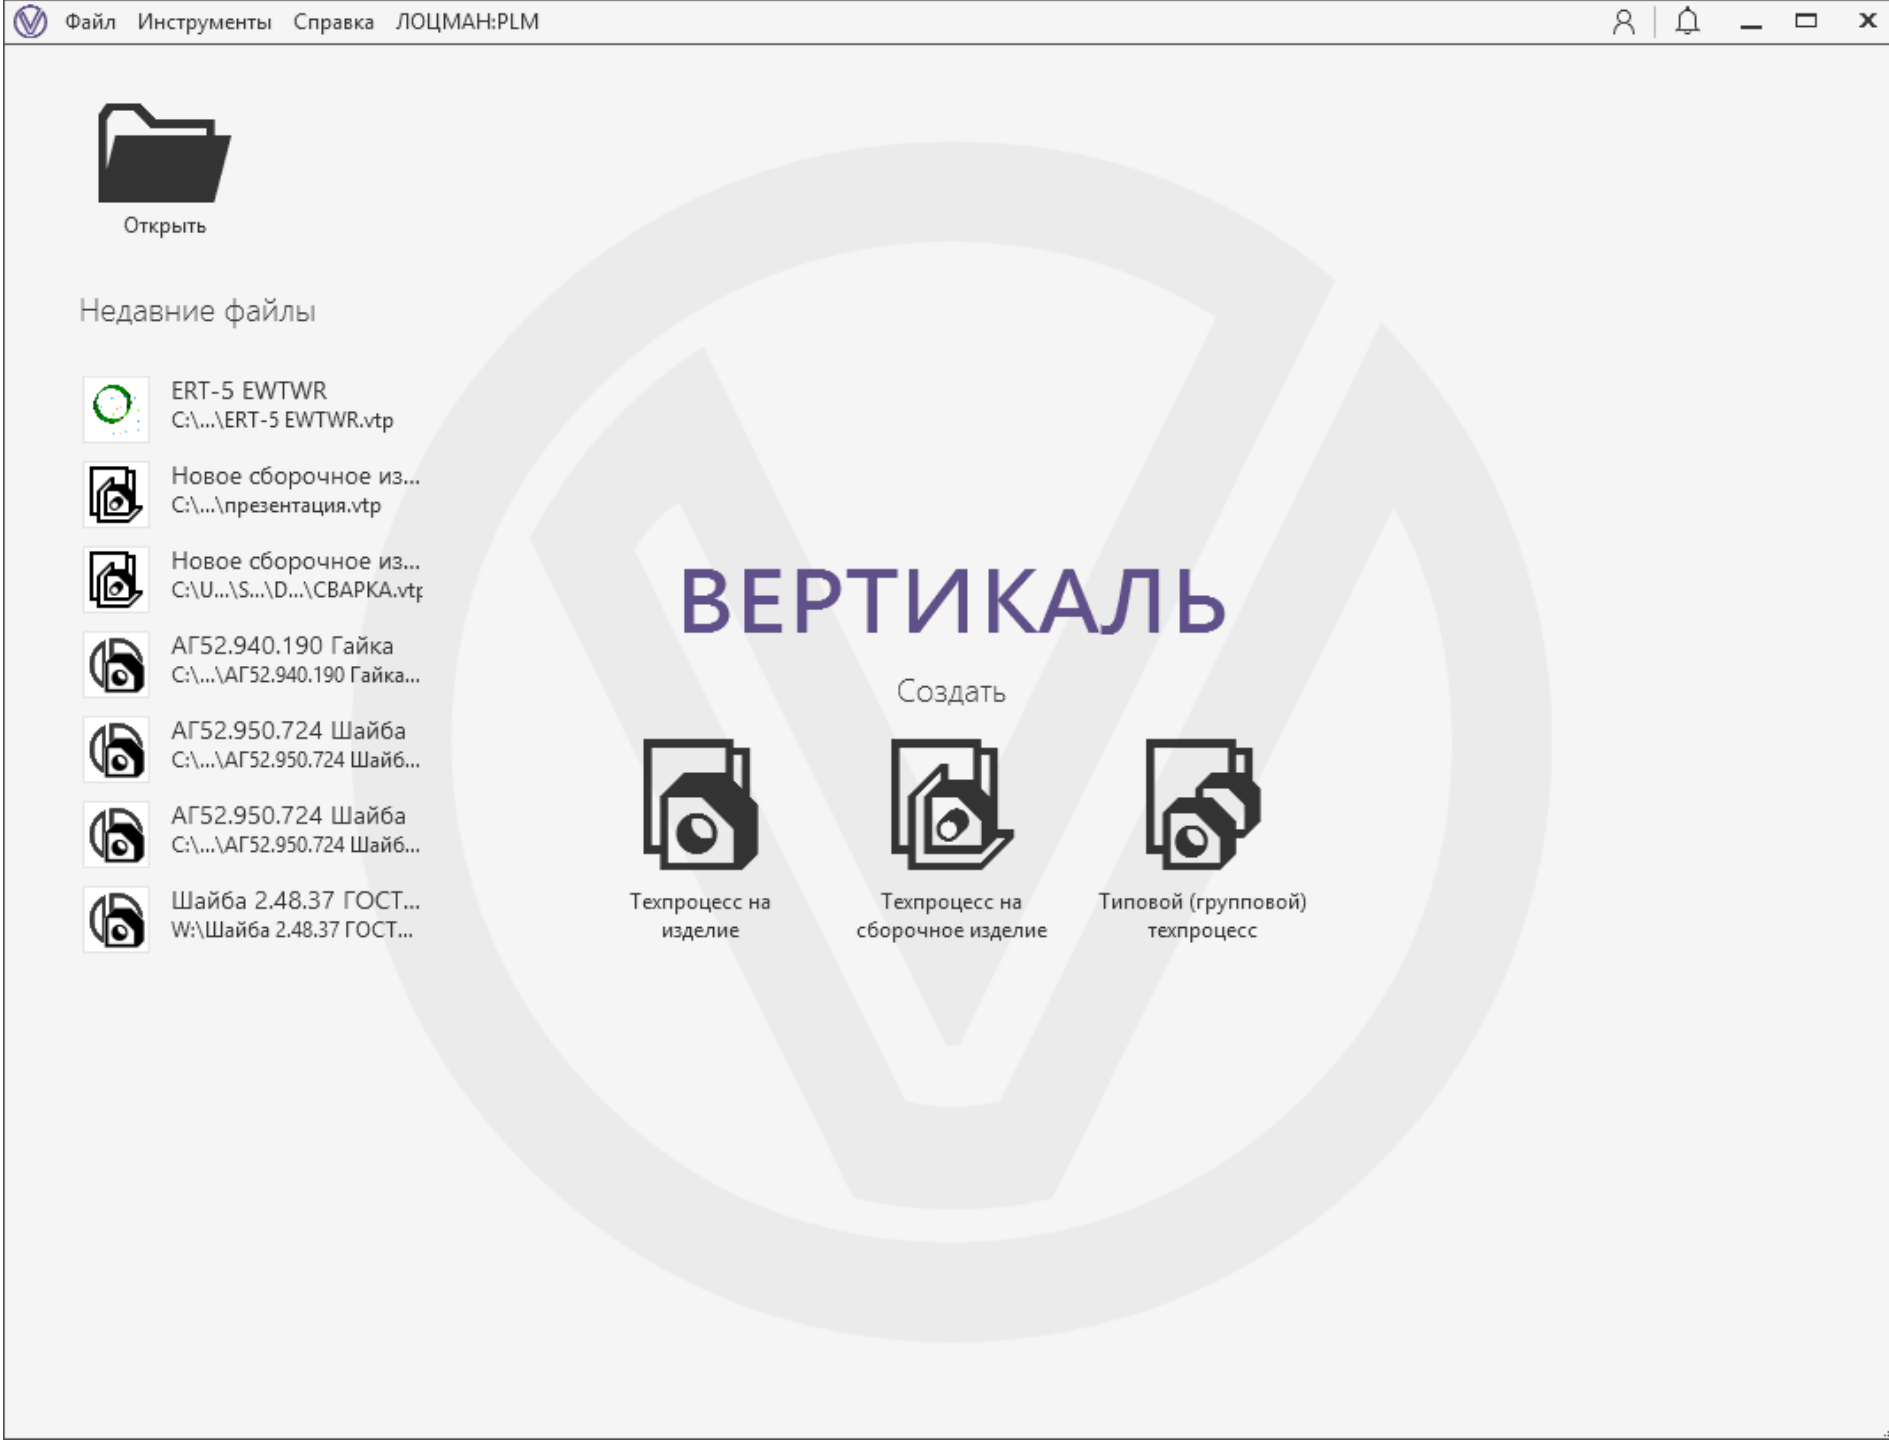 Файл Инструменты Справка ЛОЦМАН:PLM
Открыть
Недавние файлы
ERT-5 EWTWR
C:\...\ERT-5 EWTWR.vtp
Новое сборочное из...
C:\...\презентация.vtp
Новое сборочное из...
C:\U...\S...\D...\СВАРКА.vtp
АГ52.940.190 Гайка
C:\...\АГ52.940.190 Гайка...
АГ52.950.724 Шайба
C:\...\АГ52.950.724 Шайб...
АГ52.950.724 Шайба
C:\...\АГ52.950.724 Шайб...
Шайба 2.48.37 ГОСТ...
W:\Шайба 2.48.37 ГОСТ...
ВЕРТИКАЛЬ
Создать
Техпроцесс на
изделие
Техпроцесс на
сборочное изделие
Типовой (групповой)
техпроцесс